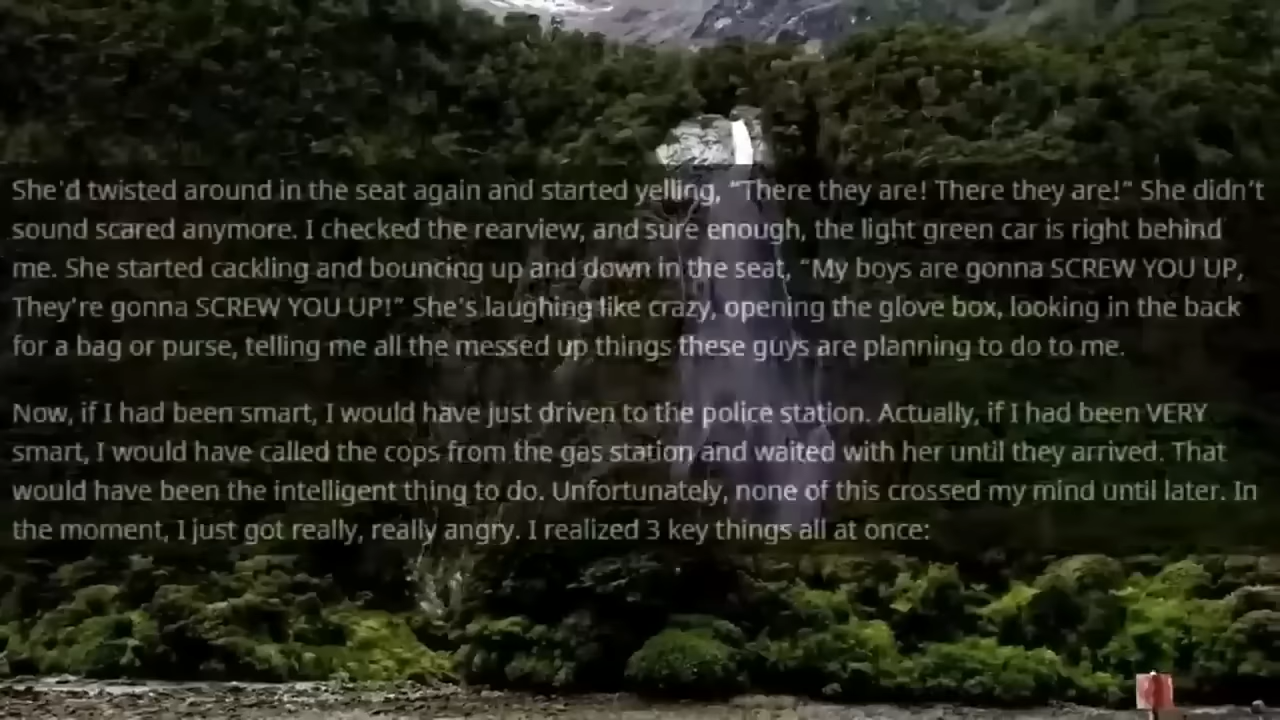 She'd twisted around in the seat again and started yelling, “There they are! There they are!” She didn’t
sound scared anymore. I checked the rearview, and sure enough, the light green car is right behind
me. She started cackling and bouncing up and down in the seat, “My boys are gonna SCREW YOU UP,
They’re gonna SCREW YOU UP!” She’s laughing like crazy, opening the glove box, looking in the back
for a bag or purse, telling me all the messed up things these guys are planning to do to me.
Now, if I had been smart, I would have just driven to the police station. Actually, if I had been VERY
smart, I would have called the cops from the gas station and waited with her until they arrived. That
would have been the intelligent thing to do. Unfortunately, none of this crossed my mind until later. In
the moment, I just got really, really angry. I realized 3 key things all at once: